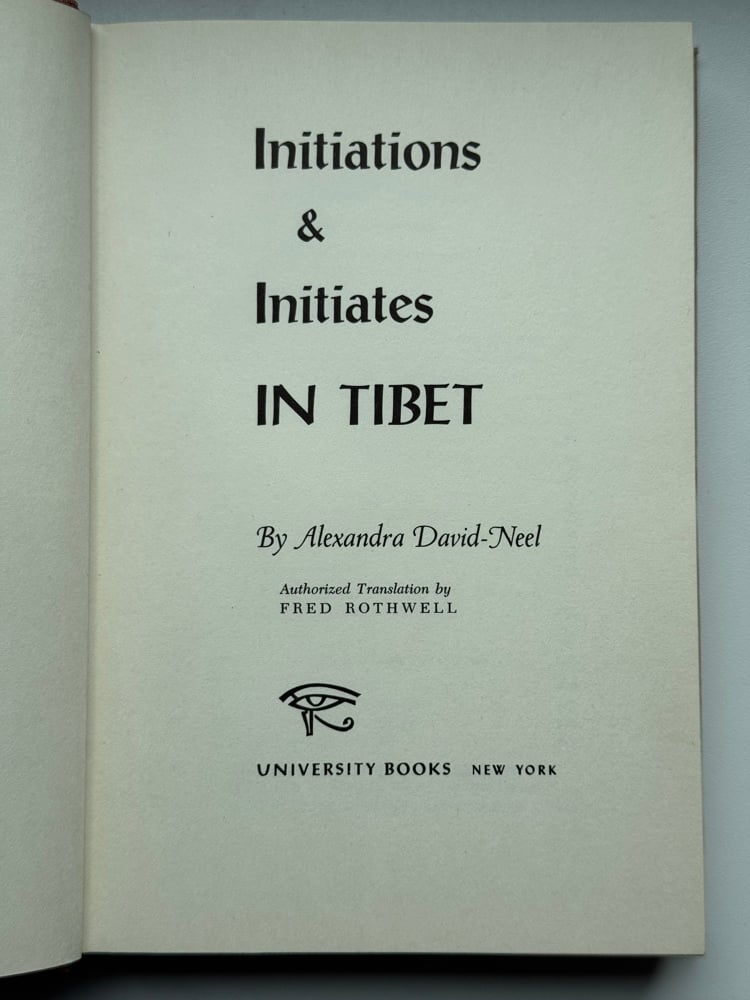 Initiations
&
Initiates
IN TIBET
By Alexandra David-Neel
Authorized Translation by
FRED ROTHWELL
UNIVERSITY BOOKS NEW YORK